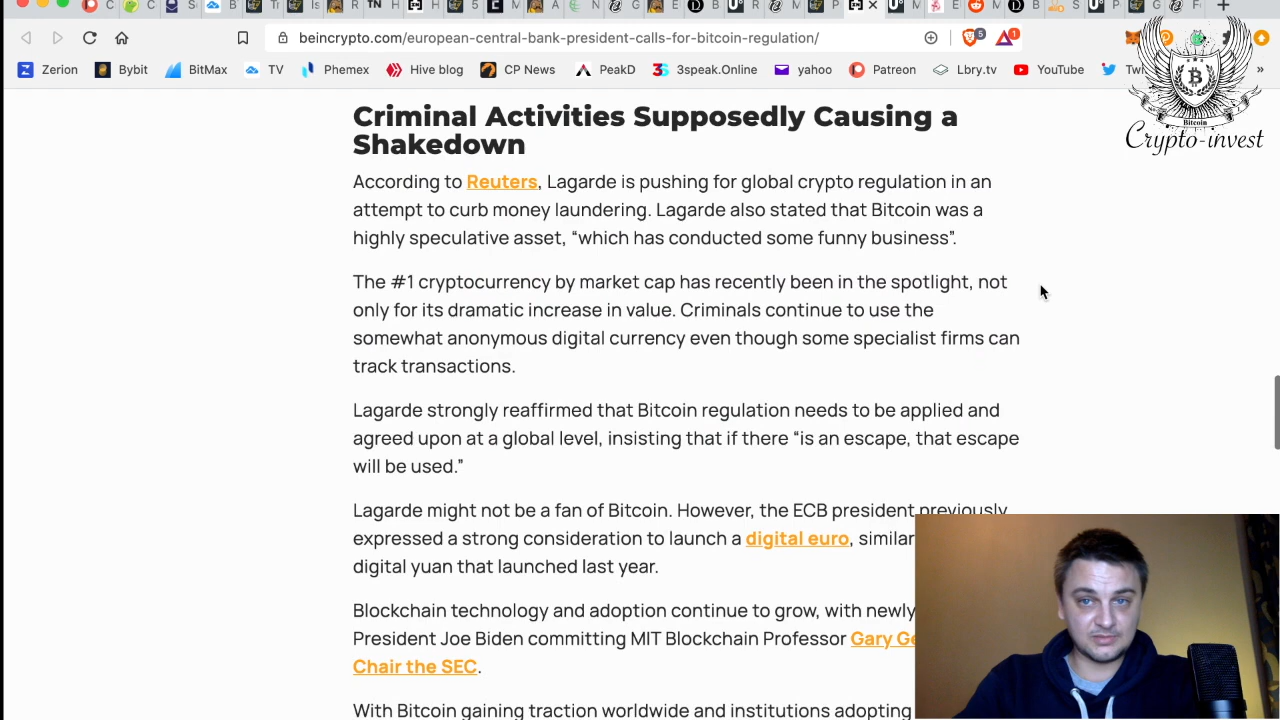 beincrypto.com/european-central-bank-president-calls-for-bitcoin-regulation/
5
1
Zerion
Bybit
BitMax
TV
Phemex
Hive blog
CP News
PeakD
3speak.Online
yahoo
Patreon
Lbry.tv
YouTube
»
Bitcoin
Crypto-invest
Criminal Activities Supposedly Causing a
Shakedown
According to Reuters, Lagarde is pushing for global crypto regulation in an
attempt to curb money laundering. Lagarde also stated that Bitcoin was a
highly speculative asset, “which has conducted some funny business”.
The #1 cryptocurrency by market cap has recently been in the spotlight, not
only for its dramatic increase in value. Criminals continue to use the
somewhat anonymous digital currency even though some specialist firms can
track transactions.
Lagarde strongly reaffirmed that Bitcoin regulation needs to be applied and
agreed upon at a global level, insisting that if there “is an escape, that escape
will be used.”
Lagarde might not be a fan of Bitcoin. However, the ECB president previously
expressed a strong consideration to launch a digital euro, similar
digital yuan that launched last year.
Blockchain technology and adoption continue to grow, with newly
President Joe Biden committing MIT Blockchain Professor Gary
Chair the SEC.
With Bitcoin gaining traction worldwide and institutions adopting